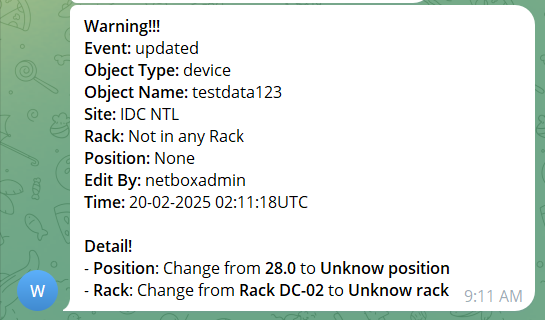 Warning!!!
Event: updated
Object Type: device
Object Name: testdata123
Site: IDC NTL
Rack: Not in any Rack
Position: None
Edit By: netboxadmin
Time: 20-02-2025 02:11:18UTC
Detail!
- Position: Change from 28.0 to Unknow position
- Rack: Change from Rack DC-02 to Unknow rack
W
9:11 AM